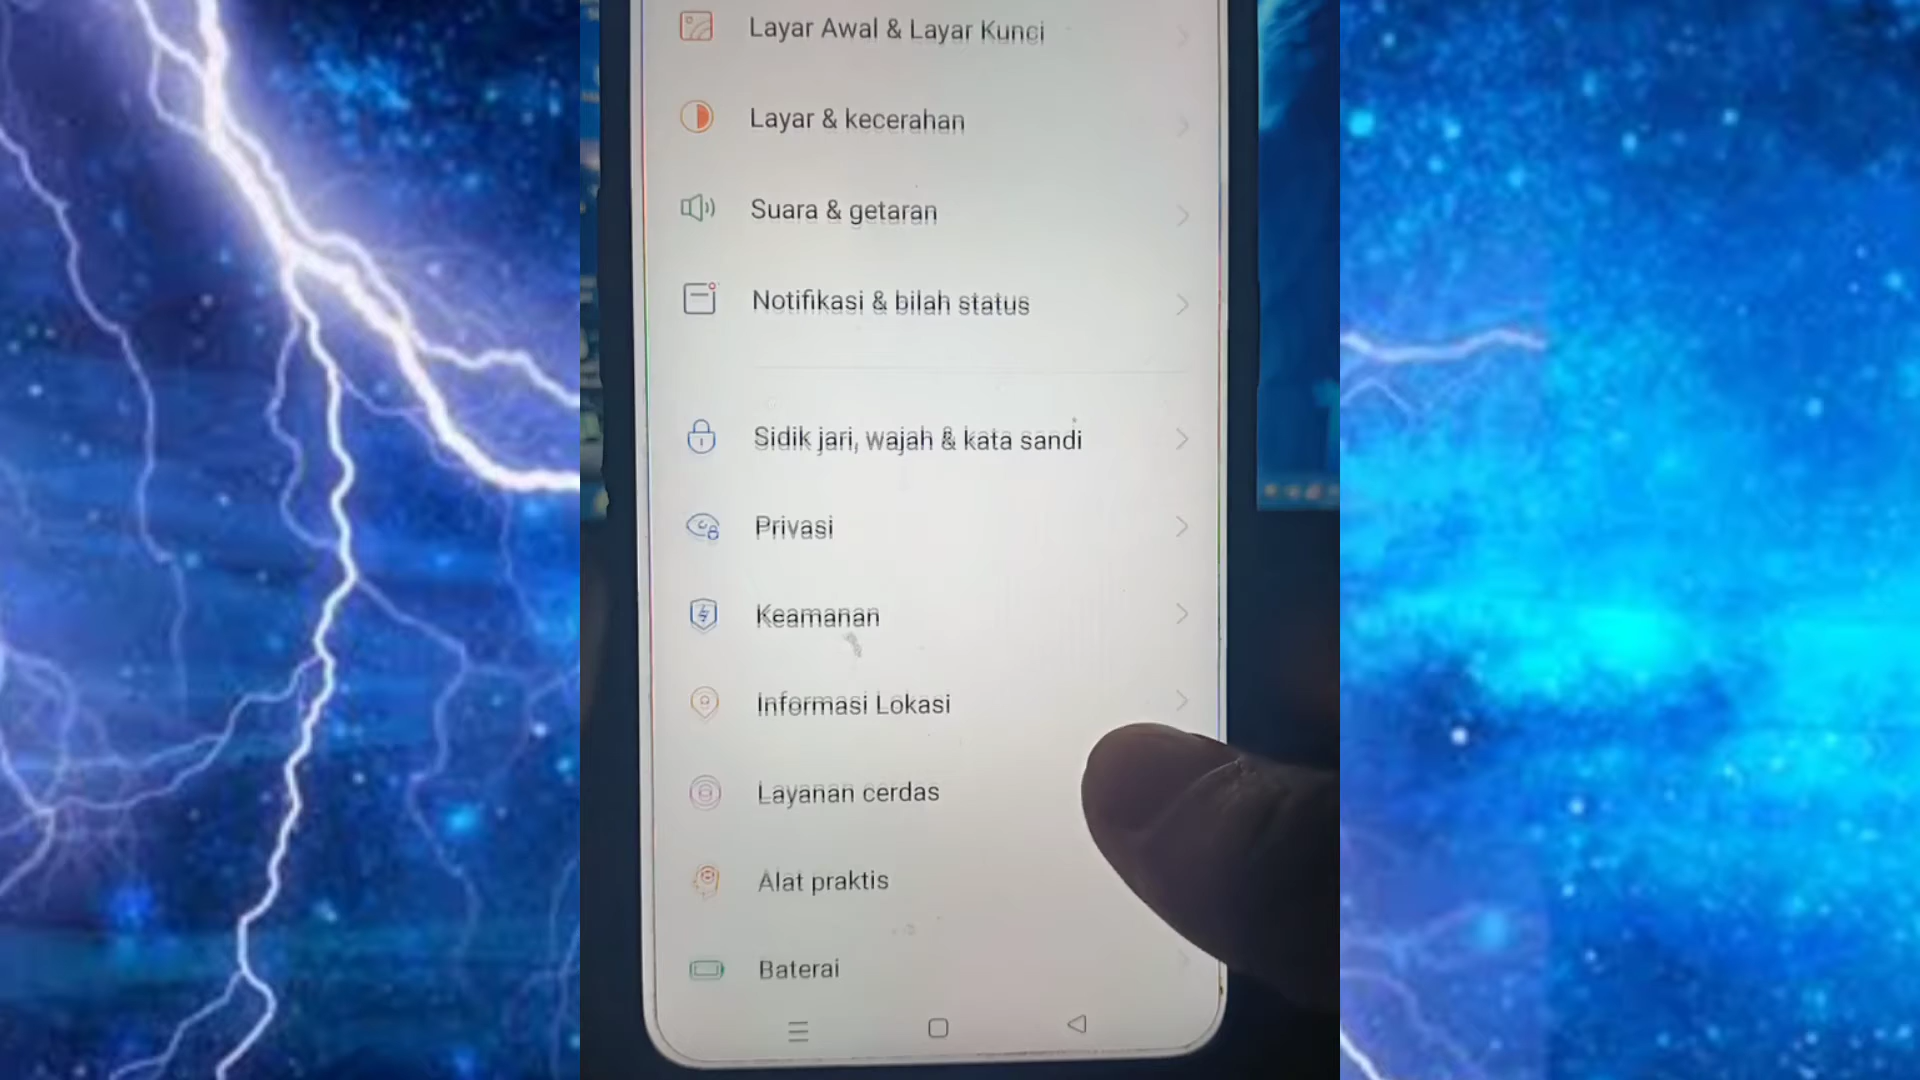 Layar Awal & Layar Kunci
Layar & kecerahan
Suara & getaran
Notifikasi & bilah status
Sidik jari, wajah & kata sandi
Privasi
Keamanan
Informasi Lokasi
Layanan cerdas
Alat praktis
Baterai